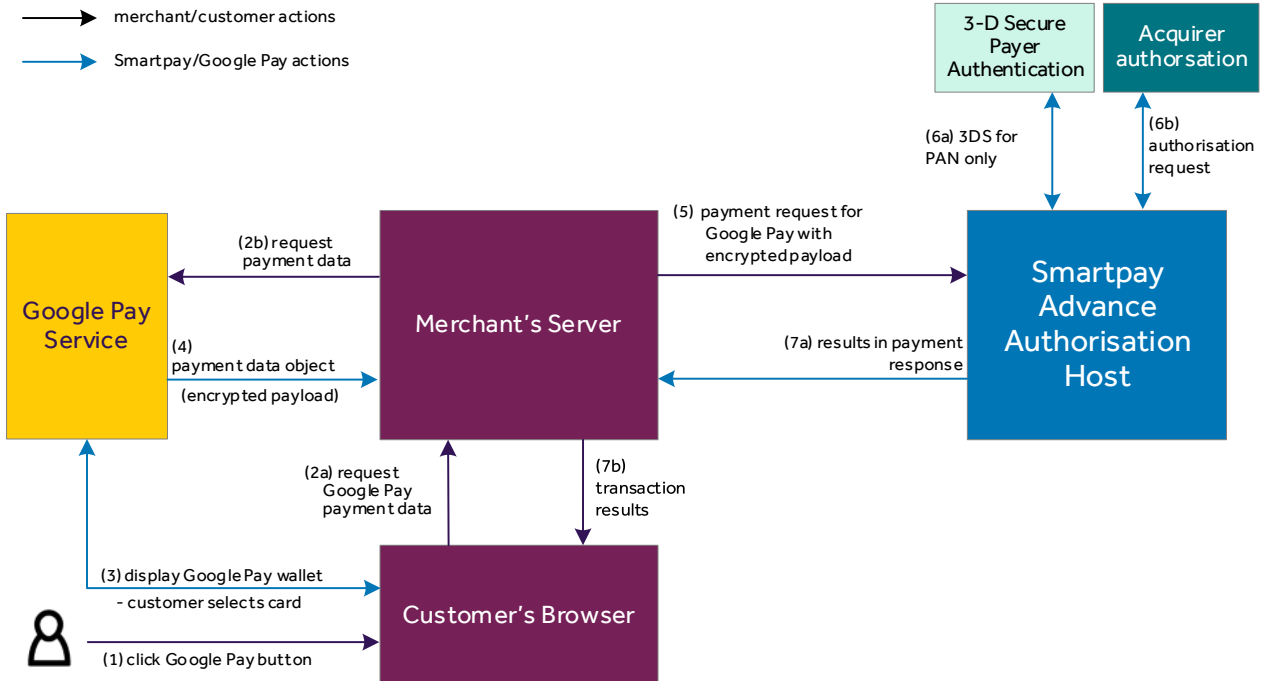 merchant/customer actions
Smartpay/Google Pay actions
3-D Secure
Payer
Authentication
Acquirer
authorsation
(6a) 3DS for
PAN only
(6b)
authorisation
request
Google Pay
Service
(2b) request
payment data
(4)
payment data object
(encrypted payload)
Merchant's Server
(5) payment request for
Google Pay with
encrypted payload
(7a) results in payment
response
Smartpay
Advance
Authorisation
Host
(2a) request
Google Pay
payment data
(7b)
transaction
results
(3) display Google Pay wallet
- customer selects card
(1) click Google Pay button
Customer's Browser